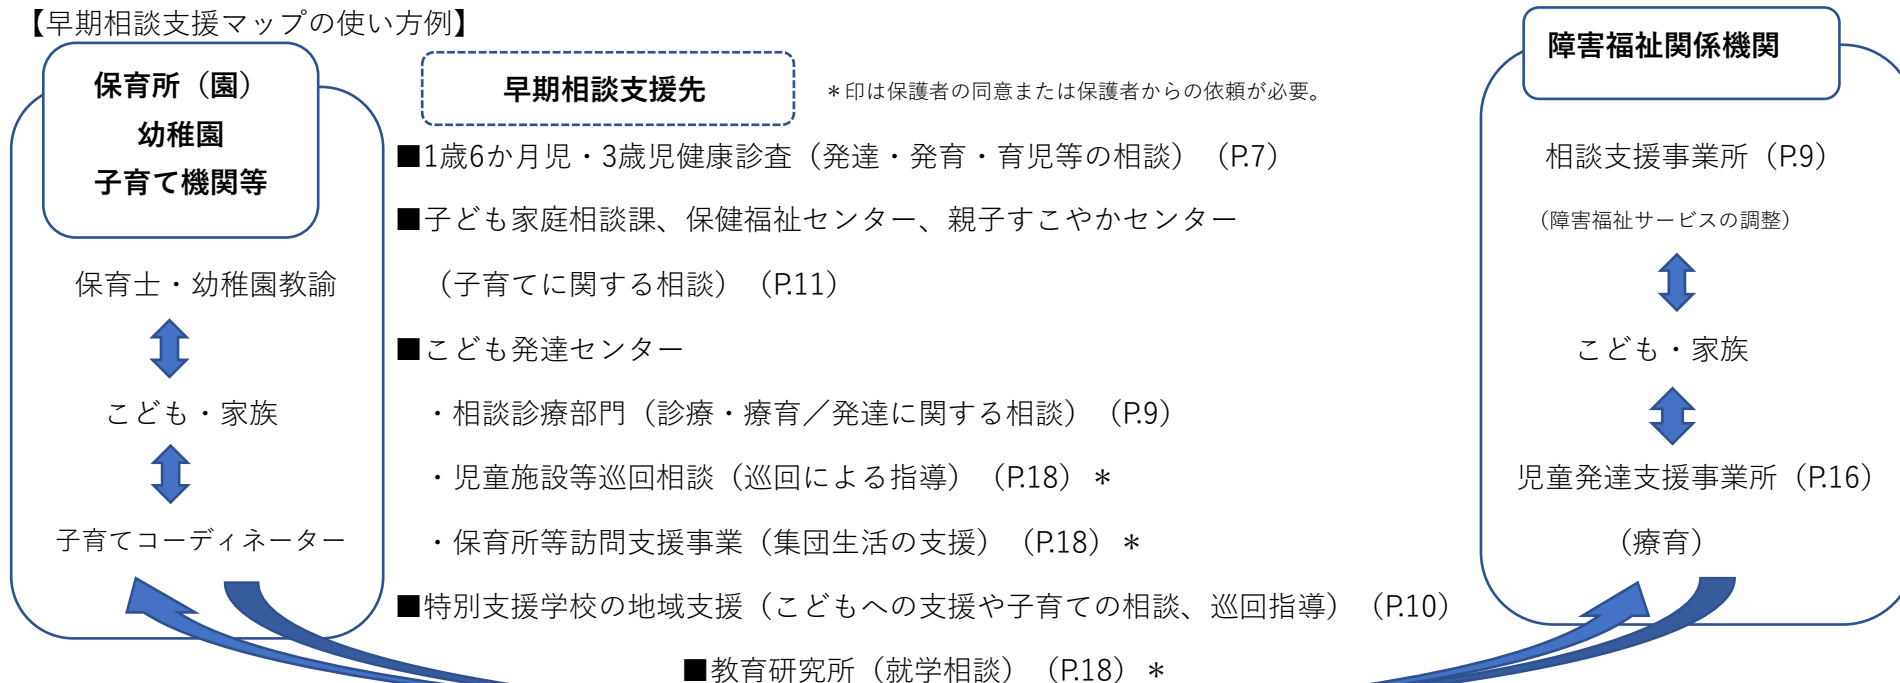 【早期相談支援マップの使い方例】
保育所（園）
幼稚園
子育て機関等
保育士・幼稚園教諭
こども・家族
子育てコーディネーター
早期相談支援先
＊印は保護者の同意または保護者からの依頼が必要。
■1歳6か月児・3歳児健康診査（発達・発育・育児等の相談）（P.7）
■子ども家庭相談課、保健福祉センター、親子すこやかセンター
（子育てに関する相談）（P.11）
■こども発達センター
・相談診療部門（診療・療育／発達に関する相談）（P.9）
・児童施設等巡回相談（巡回による指導）（P.18）＊
・保育所等訪問支援事業（集団生活の支援）（P.18）＊
■特別支援学校の地域支援（こどもへの支援や子育ての相談、巡回指導）（P.10）
■教育研究所（就学相談）（P.18）＊
障害福祉関係機関
相談支援事業所（P.9）
（障害福祉サービスの調整）
こども・家族
児童発達支援事業所（P.16）
（療育）